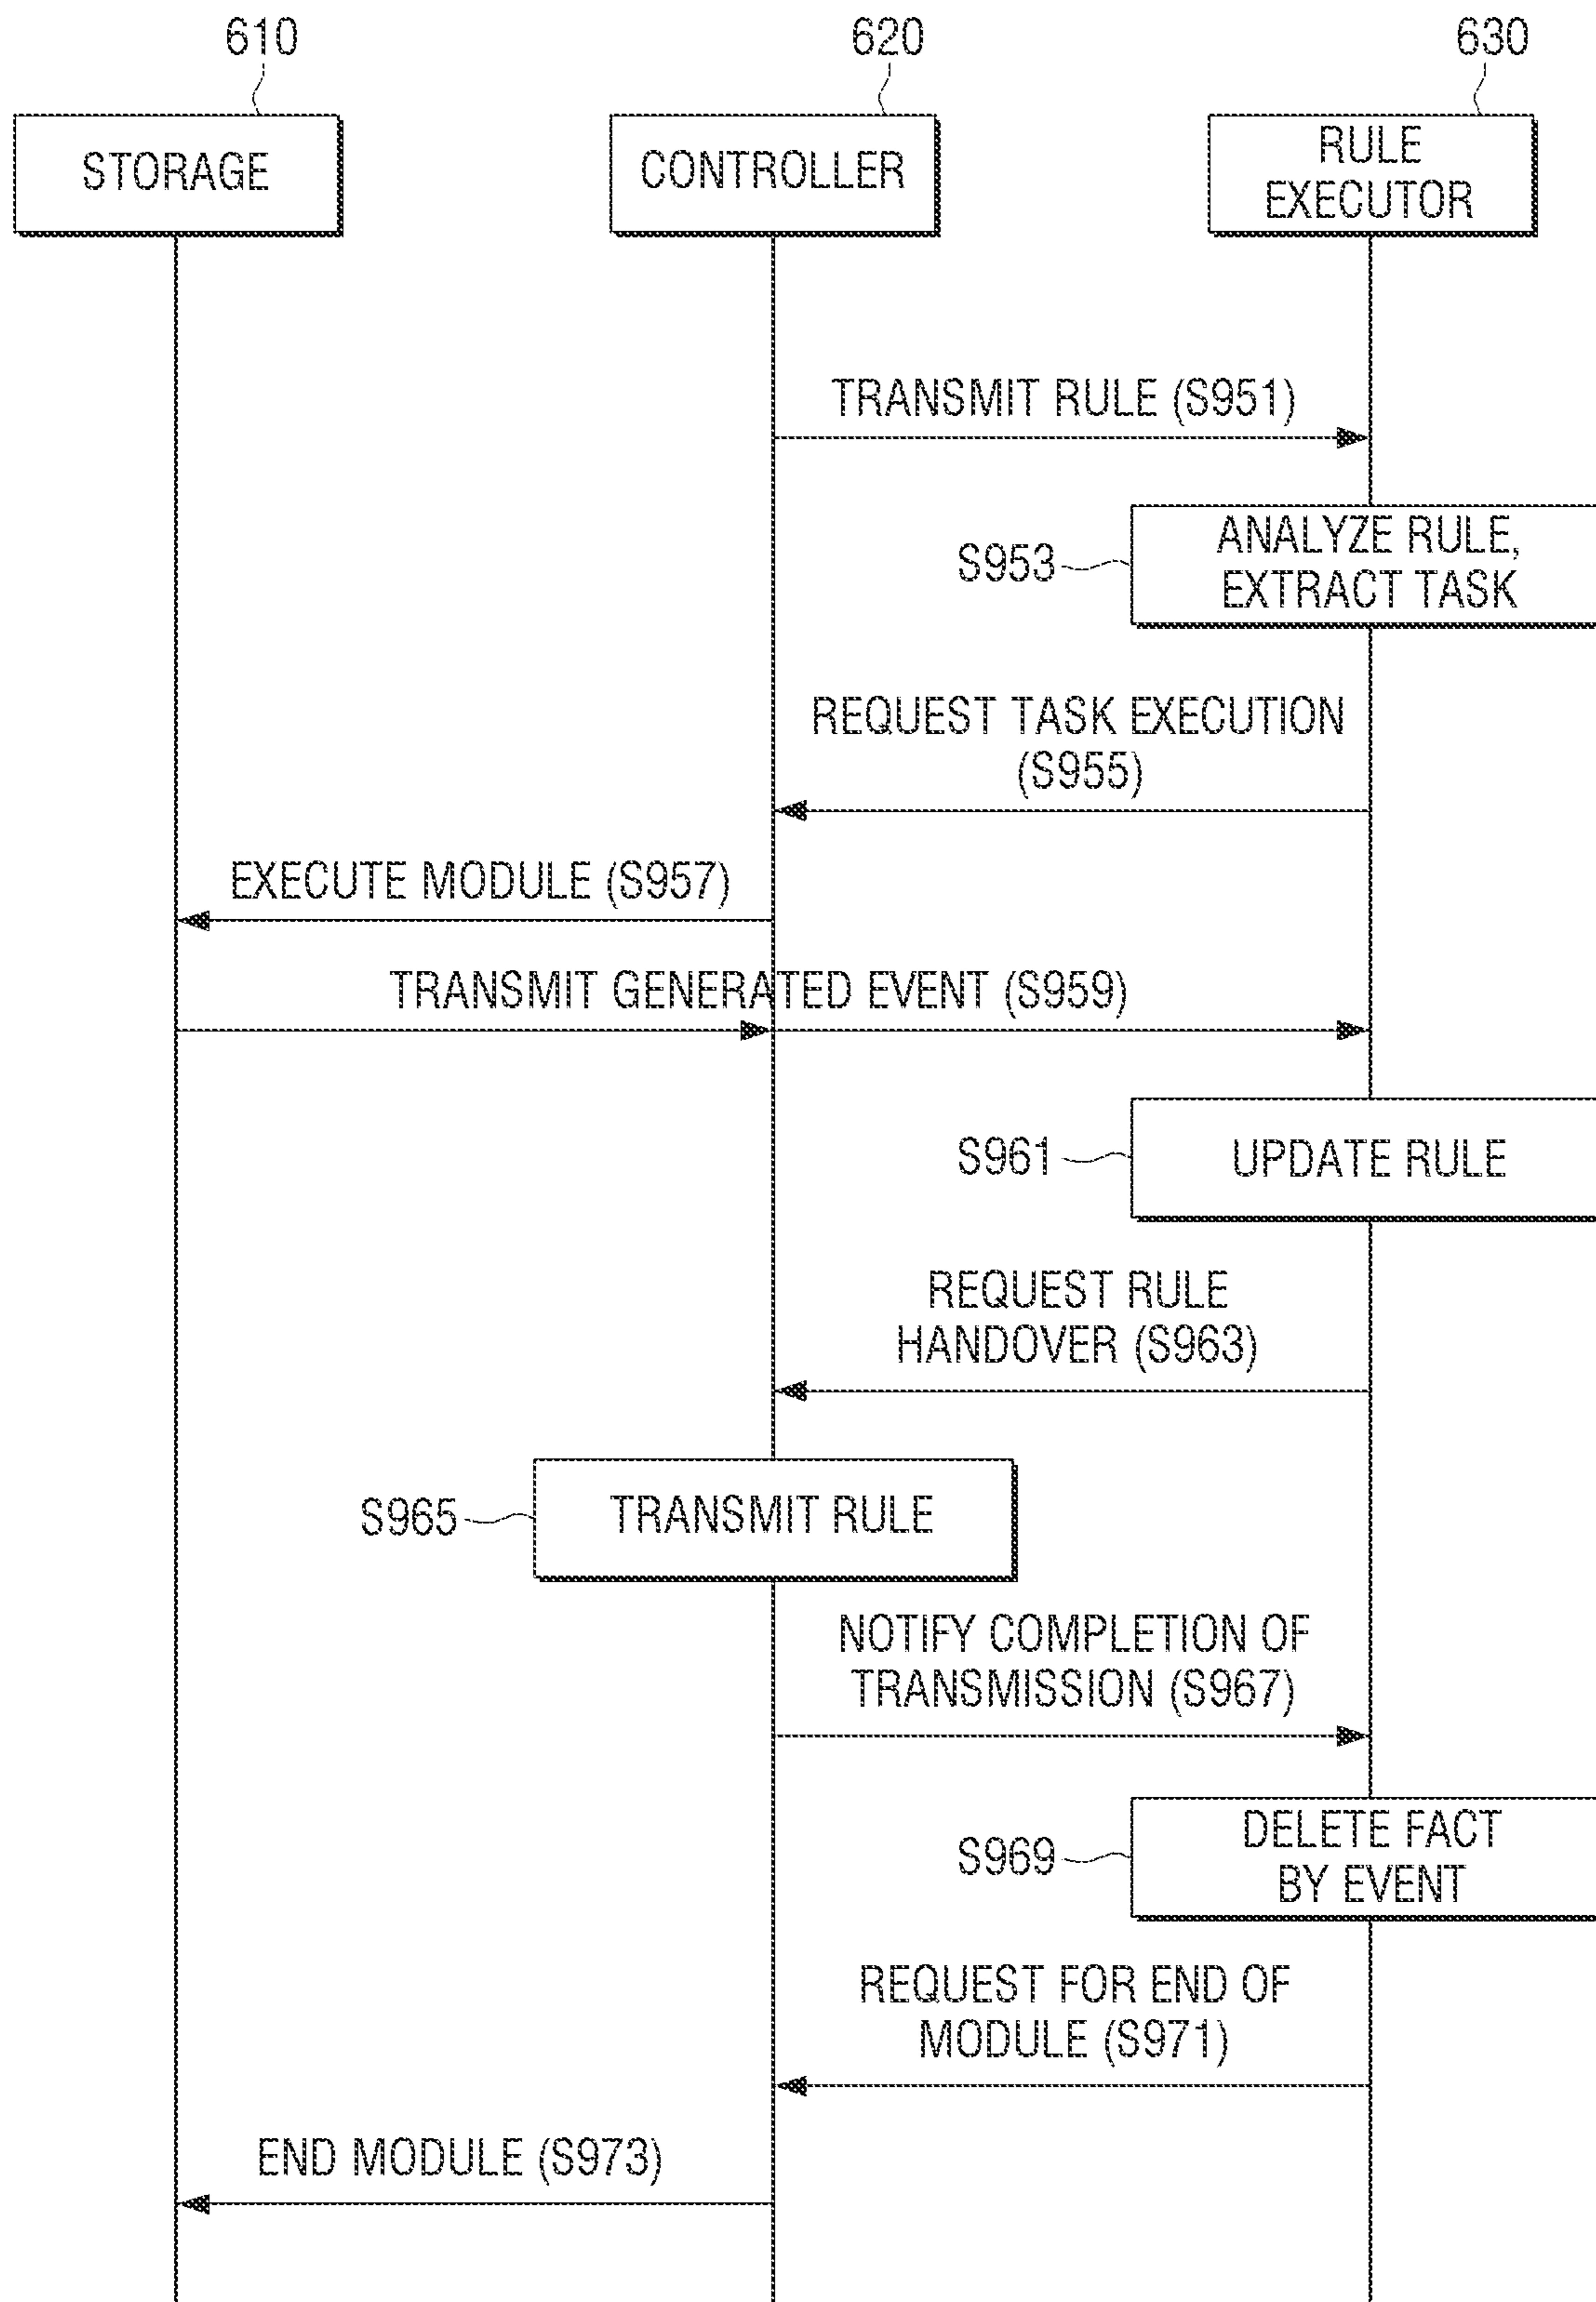 610
620
630
STORAGE
CONTROLLER
RULE
EXECUTOR
TRANSMIT RULE (S951)
S953
ANALYZE RULE,
EXTRACT TASK
REQUEST TASK EXECUTION
(S955)
EXECUTE MODULE (S957)
TRANSMIT GENERATED EVENT (S959)
S961
UPDATE RULE
REQUEST RULE
HANDOVER (S963)
S965
TRANSMIT RULE
NOTIFY COMPLETION OF
TRANSMISSION (S967)
S969
DELETE FACT
BY EVENT
REQUEST FOR END OF
MODULE (S971)
END MODULE (S973)